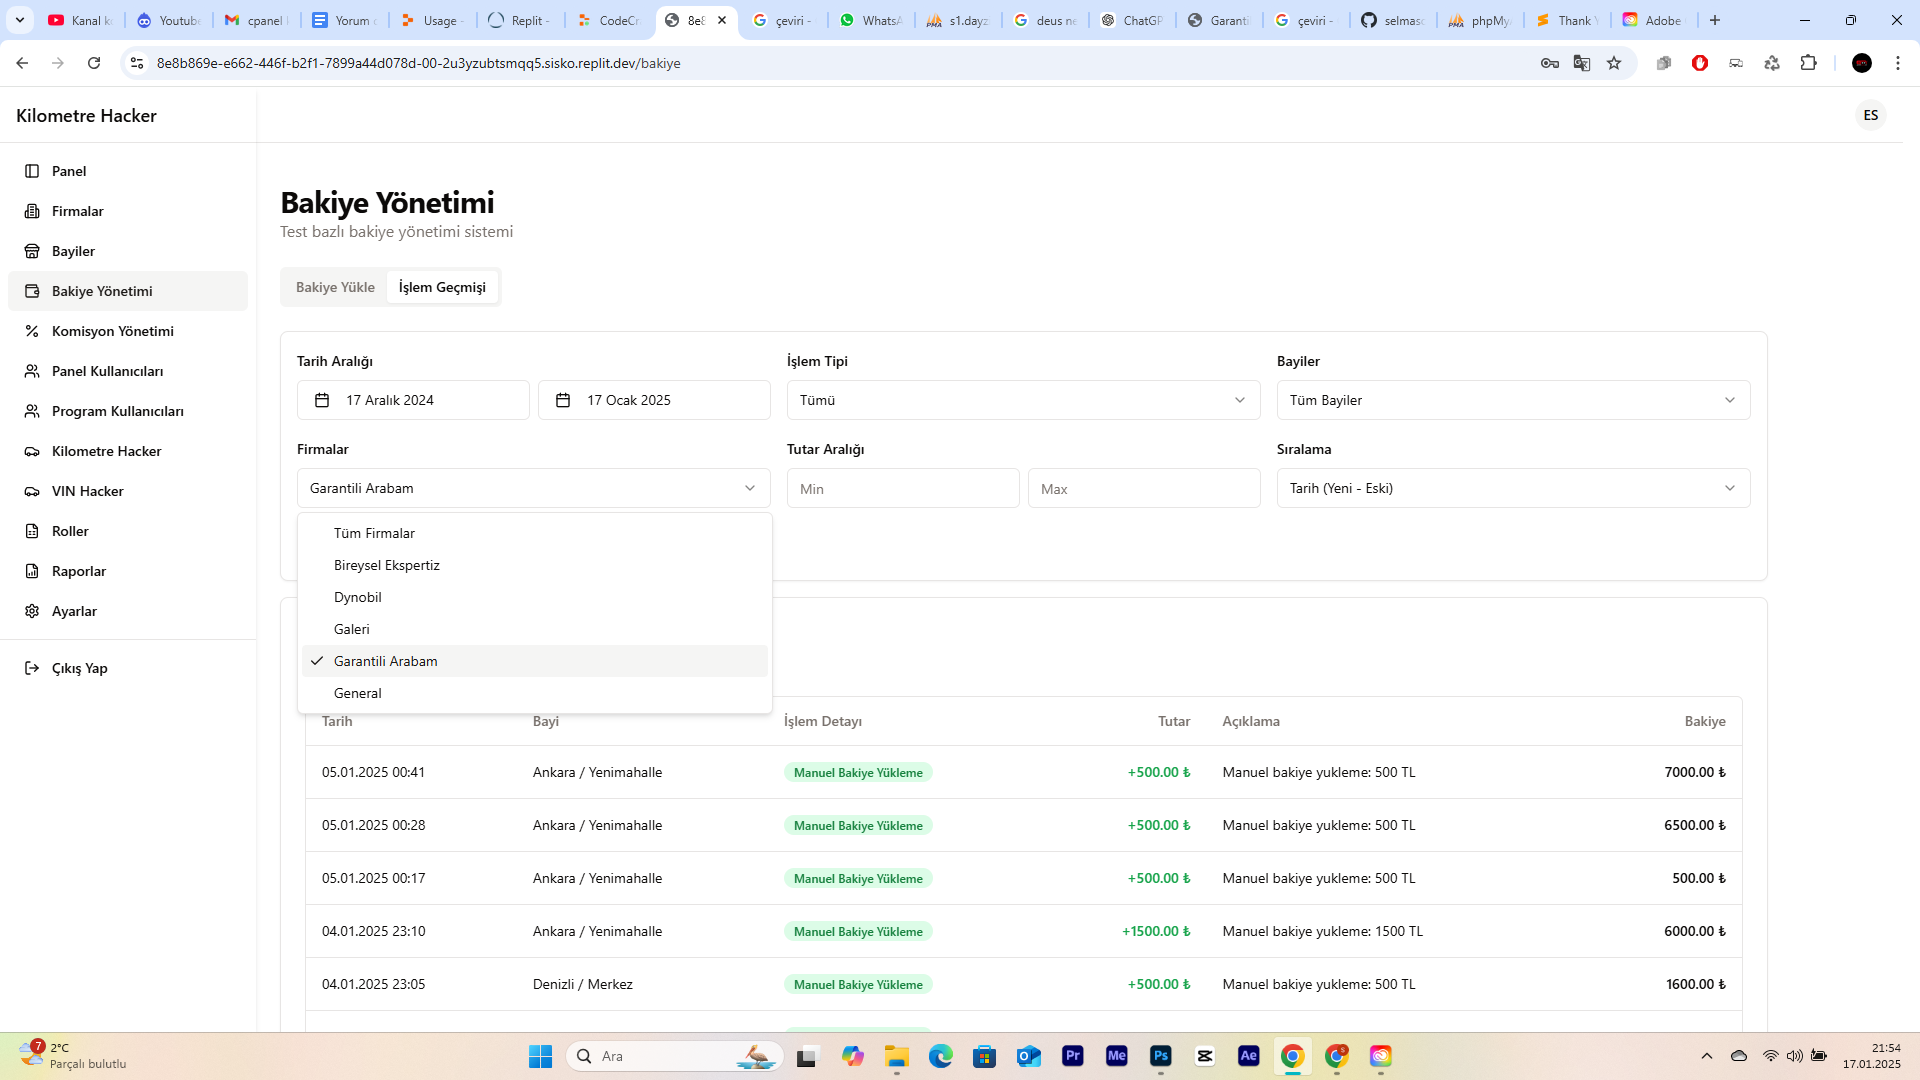 Kanal k
Youtube
cpanel
Yorum
Usage -
Replit -
CodeCr
8e8
çeviri -
WhatsA
s1.dayz
deus ne
ChatGP
Garanti
çeviri -
selmas
phpMy
Thank
Adobe
8e8b869e-e662-446f-b2f1-7899a44d078d-00-2u3yzubtsmqq5.sisko.replit.dev/bakiye
Kilometre Hacker
ES
Panel
Firmalar
Bayiler
Bakiye Yönetimi
Komisyon Yönetimi
Panel Kullanıcıları
Program Kullanıcıları
Kilometre Hacker
VIN Hacker
Roller
Raporlar
Ayarlar
Çıkış Yap
Bakiye Yönetimi
Test bazlı bakiye yönetimi sistemi
Bakiye Yükle İşlem Geçmişi
Tarih Aralığı İşlem Tipi Bayiler
17 Aralık 2024 17 Ocak 2025 Tümü Tüm Bayiler
Firmalar Tutar Aralığı Sıralama
Garantili Arabam Min Max Tarih (Yeni - Eski)
Tüm Firmalar
Bireysel Ekspertiz
Dynobil
Galeri
Garantili Arabam
General
Tarih Bayi İşlem Detayı Tutar Açıklama Bakiye
05.01.2025 00:41 Ankara / Yenimahalle Manuel Bakiye Yükleme +500.00 ₺ Manuel bakiye yukleme: 500 TL 7000.00 ₺
05.01.2025 00:28 Ankara / Yenimahalle Manuel Bakiye Yükleme +500.00 ₺ Manuel bakiye yukleme: 500 TL 6500.00 ₺
05.01.2025 00:17 Ankara / Yenimahalle Manuel Bakiye Yükleme +500.00 ₺ Manuel bakiye yukleme: 500 TL 500.00 ₺
04.01.2025 23:10 Ankara / Yenimahalle Manuel Bakiye Yükleme +1500.00 ₺ Manuel bakiye yukleme: 1500 TL 6000.00 ₺
04.01.2025 23:05 Denizli / Merkez Manuel Bakiye Yükleme +500.00 ₺ Manuel bakiye yukleme: 500 TL 1600.00 ₺
7
2°C
Parçalı bulutlu
Ara
Pr
Me
Ps
Ae
21:54
17.01.2025